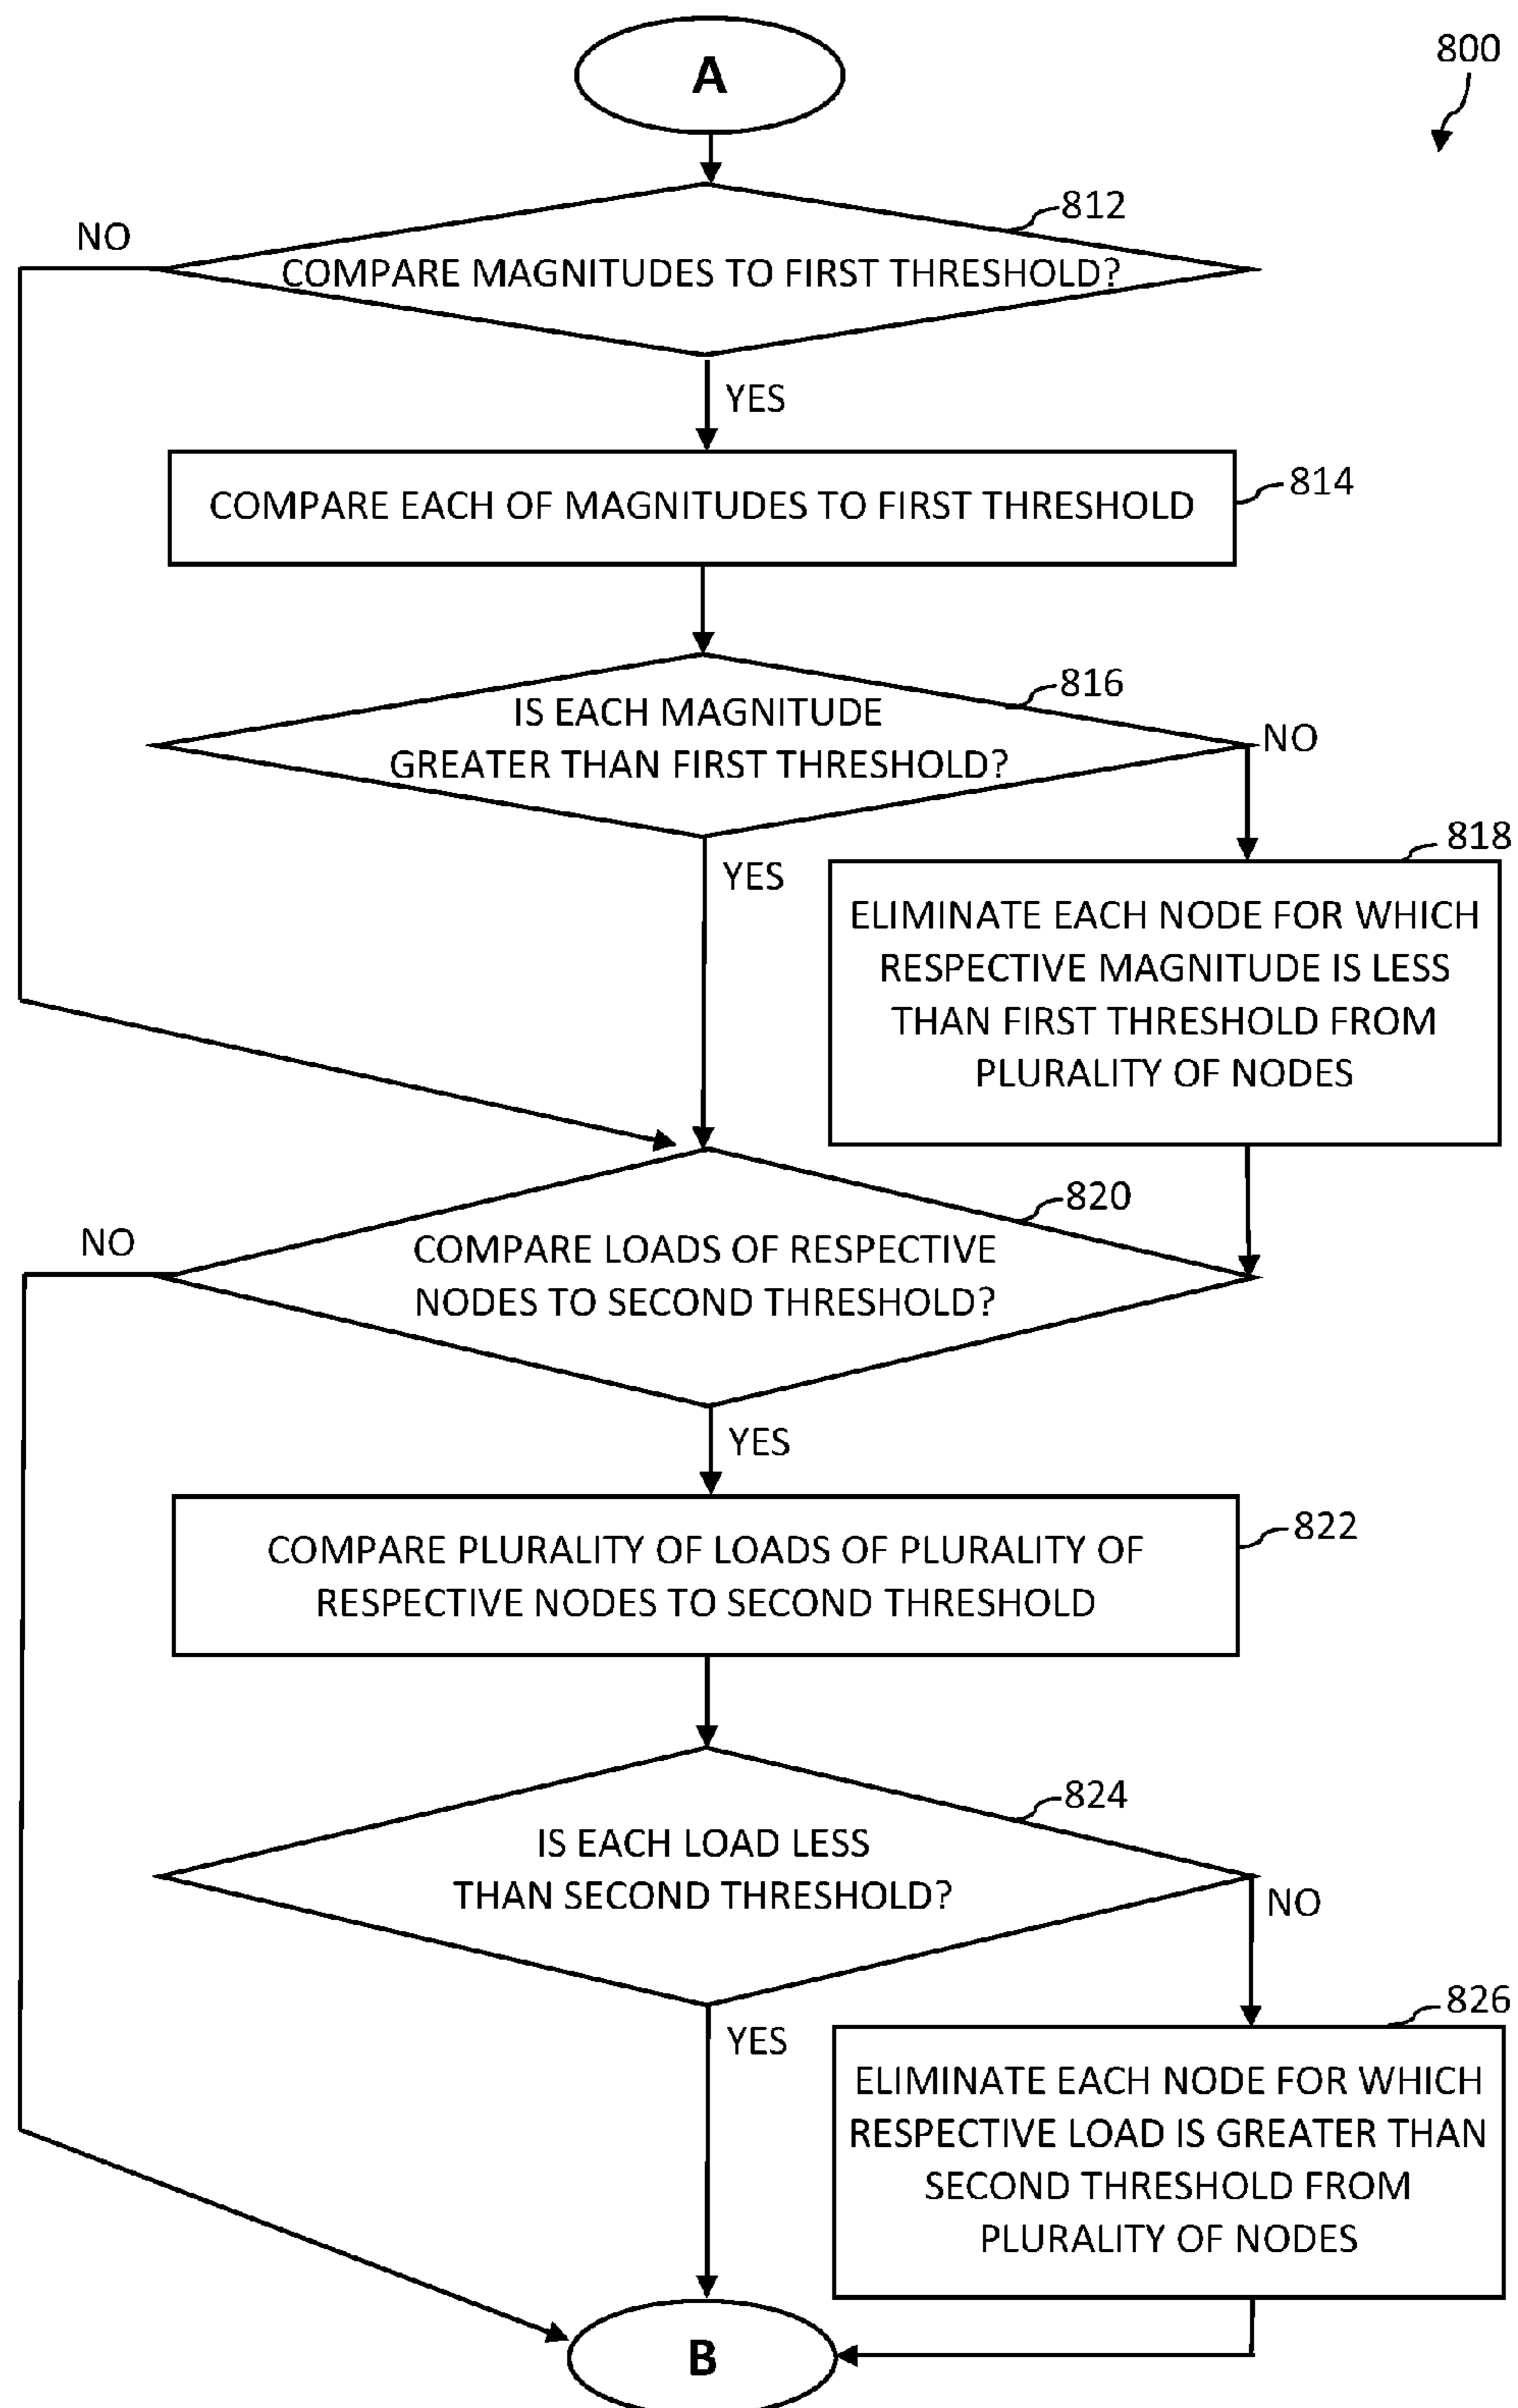 A
800
812
NO
COMPARE MAGNITUDES TO FIRST THRESHOLD?
YES
814
COMPARE EACH OF MAGNITUDES TO FIRST THRESHOLD
816
IS EACH MAGNITUDE
GREATER THAN FIRST THRESHOLD?
NO
YES
818
ELIMINATE EACH NODE FOR WHICH
RESPECTIVE MAGNITUDE IS LESS
THAN FIRST THRESHOLD FROM
PLURALITY OF NODES
820
NO
COMPARE LOADS OF RESPECTIVE
NODES TO SECOND THRESHOLD?
YES
822
COMPARE PLURALITY OF LOADS OF PLURALITY OF
RESPECTIVE NODES TO SECOND THRESHOLD
824
IS EACH LOAD LESS
THAN SECOND THRESHOLD?
NO
YES
826
ELIMINATE EACH NODE FOR WHICH
RESPECTIVE LOAD IS GREATER THAN
SECOND THRESHOLD FROM
PLURALITY OF NODES
B